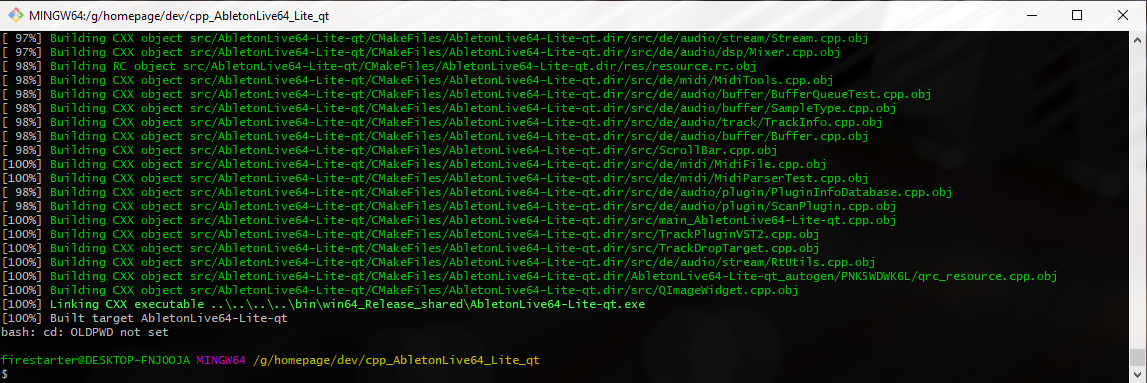 MINGW64:/g/homepage/dev/cpp_AbletonLive64_Lite_qt
[ 97%] Building CXX object src/AbletonLive64-Lite-qt/CMakeFiles/AbletonLive64-Lite-qt.dir/src/de/audio/stream/Stream.cpp.obj
[ 97%] Building CXX object src/AbletonLive64-Lite-qt/CMakeFiles/AbletonLive64-Lite-qt.dir/src/de/audio/dsp/Mixer.cpp.obj
[ 98%] Building RC object src/AbletonLive64-Lite-qt/CMakeFiles/AbletonLive64-Lite-qt.dir/res/resource.rc.obj
[ 98%] Building CXX object src/AbletonLive64-Lite-qt/CMakeFiles/AbletonLive64-Lite-qt.dir/src/de/midi/MidiTools.cpp.obj
[ 98%] Building CXX object src/AbletonLive64-Lite-qt/CMakeFiles/AbletonLive64-Lite-qt.dir/src/de/audio/buffer/BufferQueueTest.cpp.obj
[ 98%] Building CXX object src/AbletonLive64-Lite-qt/CMakeFiles/AbletonLive64-Lite-qt.dir/src/de/audio/buffer/SampleType.cpp.obj
[ 98%] Building CXX object src/AbletonLive64-Lite-qt/CMakeFiles/AbletonLive64-Lite-qt.dir/src/de/audio/track/TrackInfo.cpp.obj
[ 98%] Building CXX object src/AbletonLive64-Lite-qt/CMakeFiles/AbletonLive64-Lite-qt.dir/src/de/audio/buffer/Buffer.cpp.obj
[ 98%] Building CXX object src/AbletonLive64-Lite-qt/CMakeFiles/AbletonLive64-Lite-qt.dir/src/ScrollBar.cpp.obj
[100%] Building CXX object src/AbletonLive64-Lite-qt/CMakeFiles/AbletonLive64-Lite-qt.dir/src/de/midi/MidiFile.cpp.obj
[100%] Building CXX object src/AbletonLive64-Lite-qt/CMakeFiles/AbletonLive64-Lite-qt.dir/src/de/midi/MidiParserTest.cpp.obj
[ 98%] Building CXX object src/AbletonLive64-Lite-qt/CMakeFiles/AbletonLive64-Lite-qt.dir/src/de/audio/plugin/PluginInfoDatabase.cpp.obj
[ 98%] Building CXX object src/AbletonLive64-Lite-qt/CMakeFiles/AbletonLive64-Lite-qt.dir/src/de/audio/plugin/ScanPlugin.cpp.obj
[100%] Building CXX object src/AbletonLive64-Lite-qt/CMakeFiles/AbletonLive64-Lite-qt.dir/src/main_AbletonLive64-Lite-qt.cpp.obj
[100%] Building CXX object src/AbletonLive64-Lite-qt/CMakeFiles/AbletonLive64-Lite-qt.dir/src/TrackPluginVST2.cpp.obj
[100%] Building CXX object src/AbletonLive64-Lite-qt/CMakeFiles/AbletonLive64-Lite-qt.dir/src/TrackDropTarget.cpp.obj
[100%] Building CXX object src/AbletonLive64-Lite-qt/CMakeFiles/AbletonLive64-Lite-qt.dir/src/de/audio/stream/RtUtils.cpp.obj
[100%] Building CXX object src/AbletonLive64-Lite-qt/CMakeFiles/AbletonLive64-Lite-qt.dir/AbletonLive64-Lite-qt_autogen/PNK5WDWK6L/qrc_resource.cpp.obj
[100%] Building CXX object src/AbletonLive64-Lite-qt/CMakeFiles/AbletonLive64-Lite-qt.dir/src/QImageWidget.cpp.obj
[100%] Linking CXX executable ..\..\..\..\bin\win64_Release_shared\AbletonLive64-Lite-qt.exe
[100%] Built target AbletonLive64-Lite-qt
bash: cd: OLDPWD not set
firestarter@DESKTOP-FNJOOJA MINGW64 /g/homepage/dev/cpp_AbletonLive64_Lite_qt
$